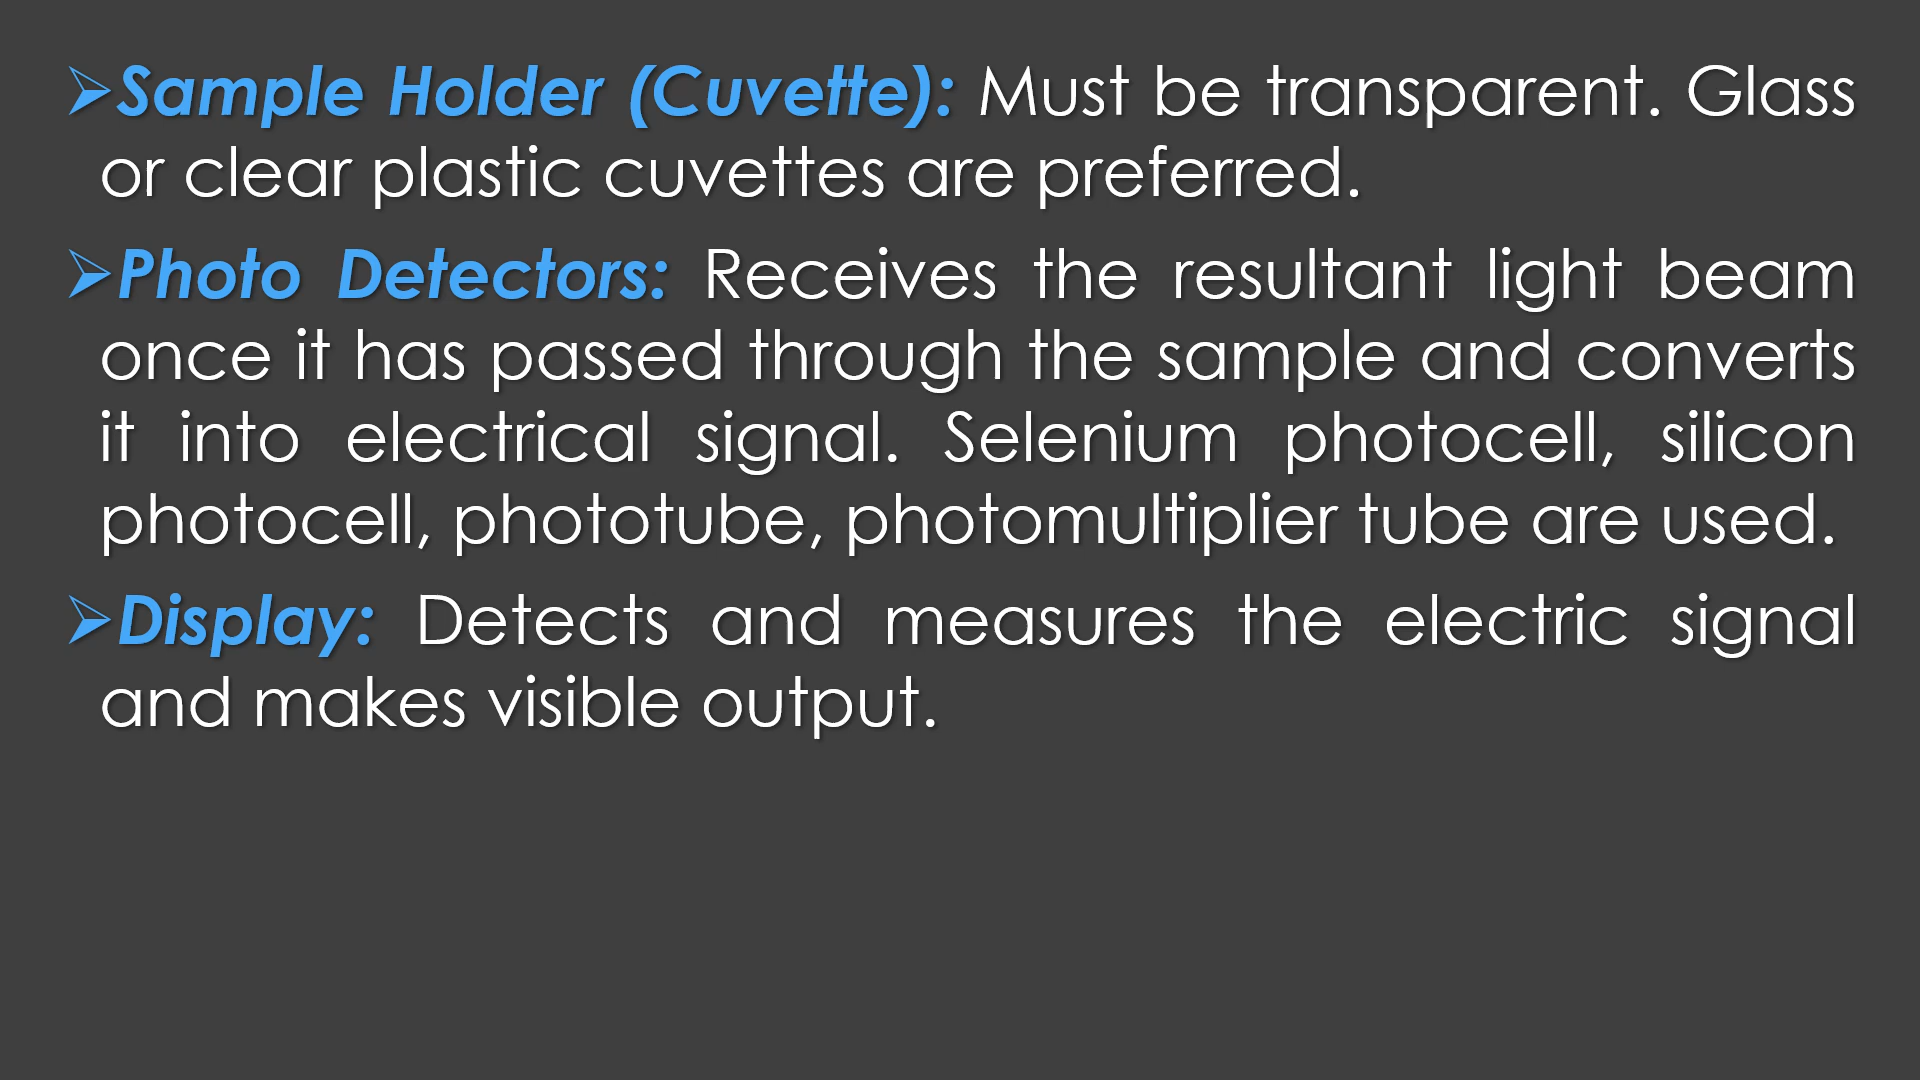 ➢Sample Holder (Cuvette): Must be transparent. Glass
or clear plastic cuvettes are preferred.
➢Photo Detectors: Receives the resultant light beam
once it has passed through the sample and converts
it into electrical signal. Selenium photocell, silicon
photocell, phototube, photomultiplier tube are used.
➢Display: Detects and measures the electric signal
and makes visible output.